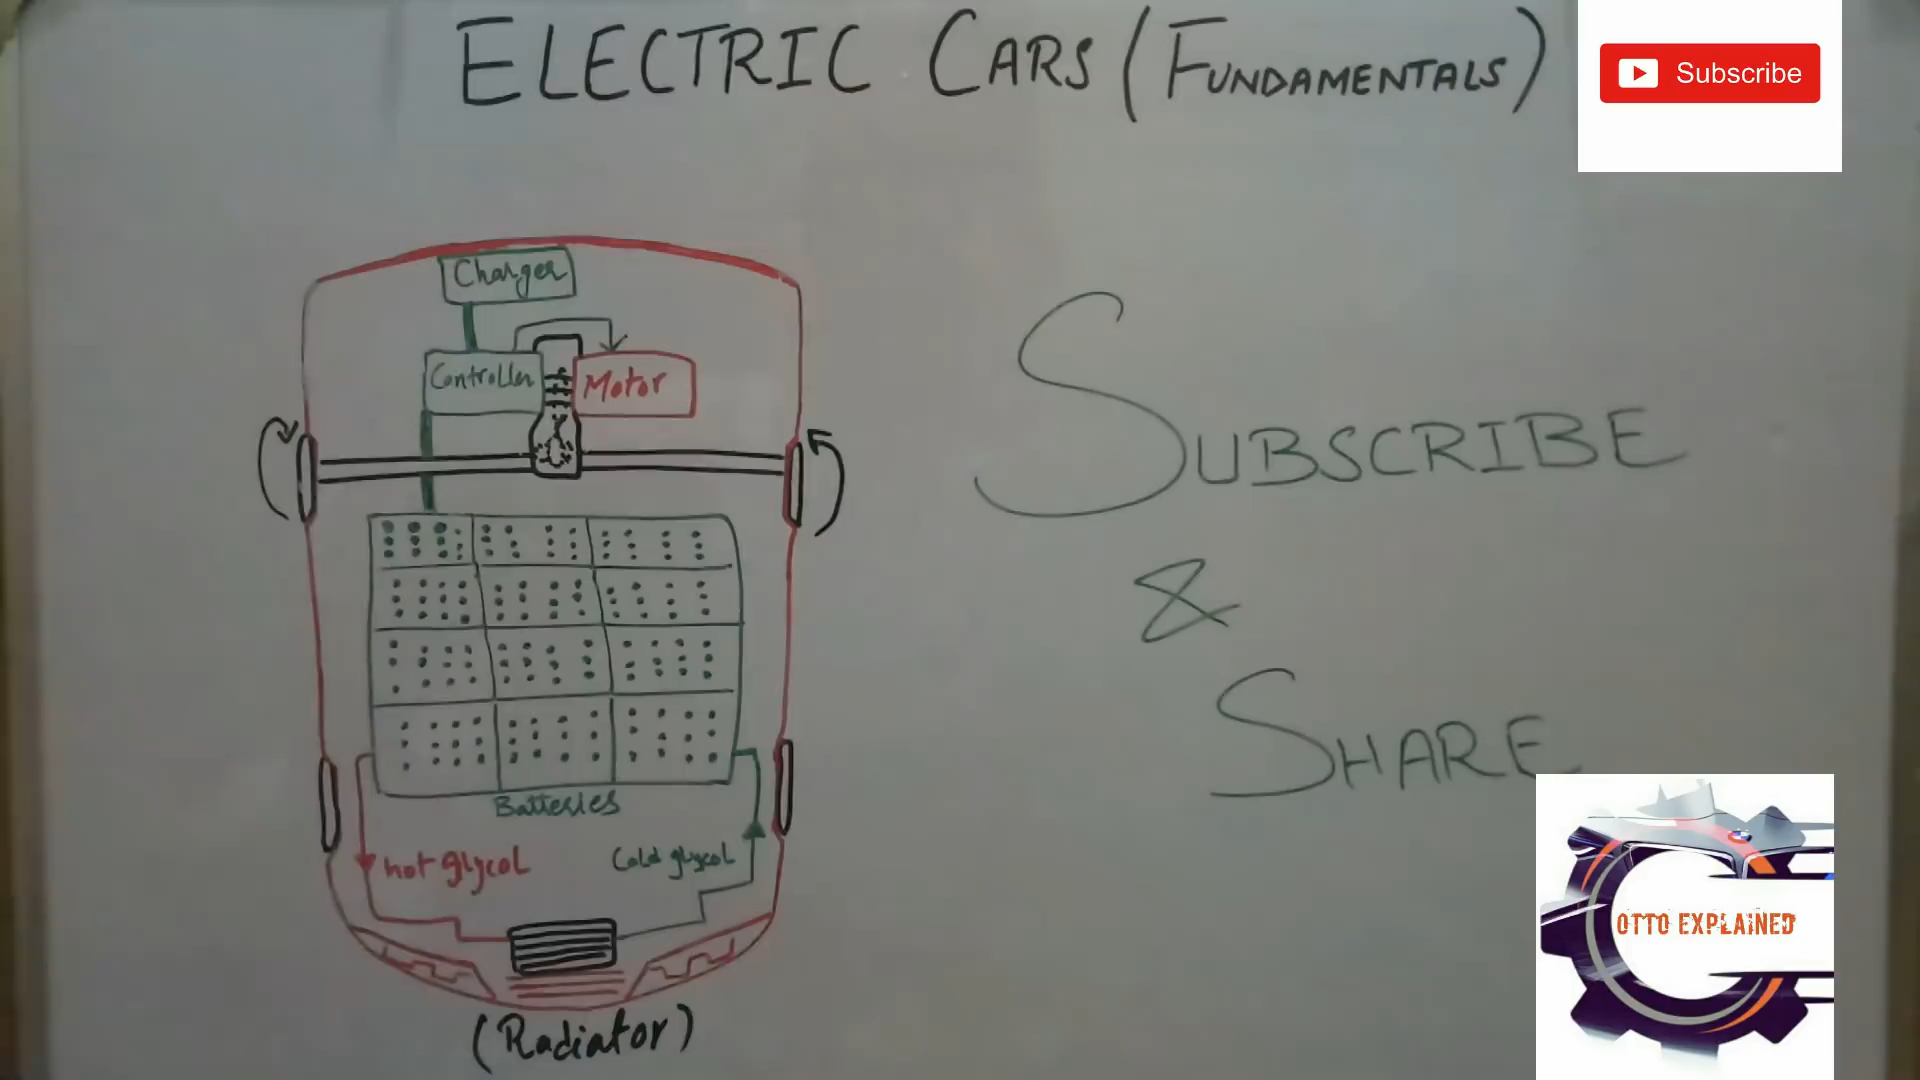 ELECTRIC CARS (FUNDAMENTALS)
Subscribe
Charger
Controller
Motor
SUBSCRIBE
&
SHARE
Batteries
hot glycol
Cold glycol
OTTO EXPLAINED
(Radiator)